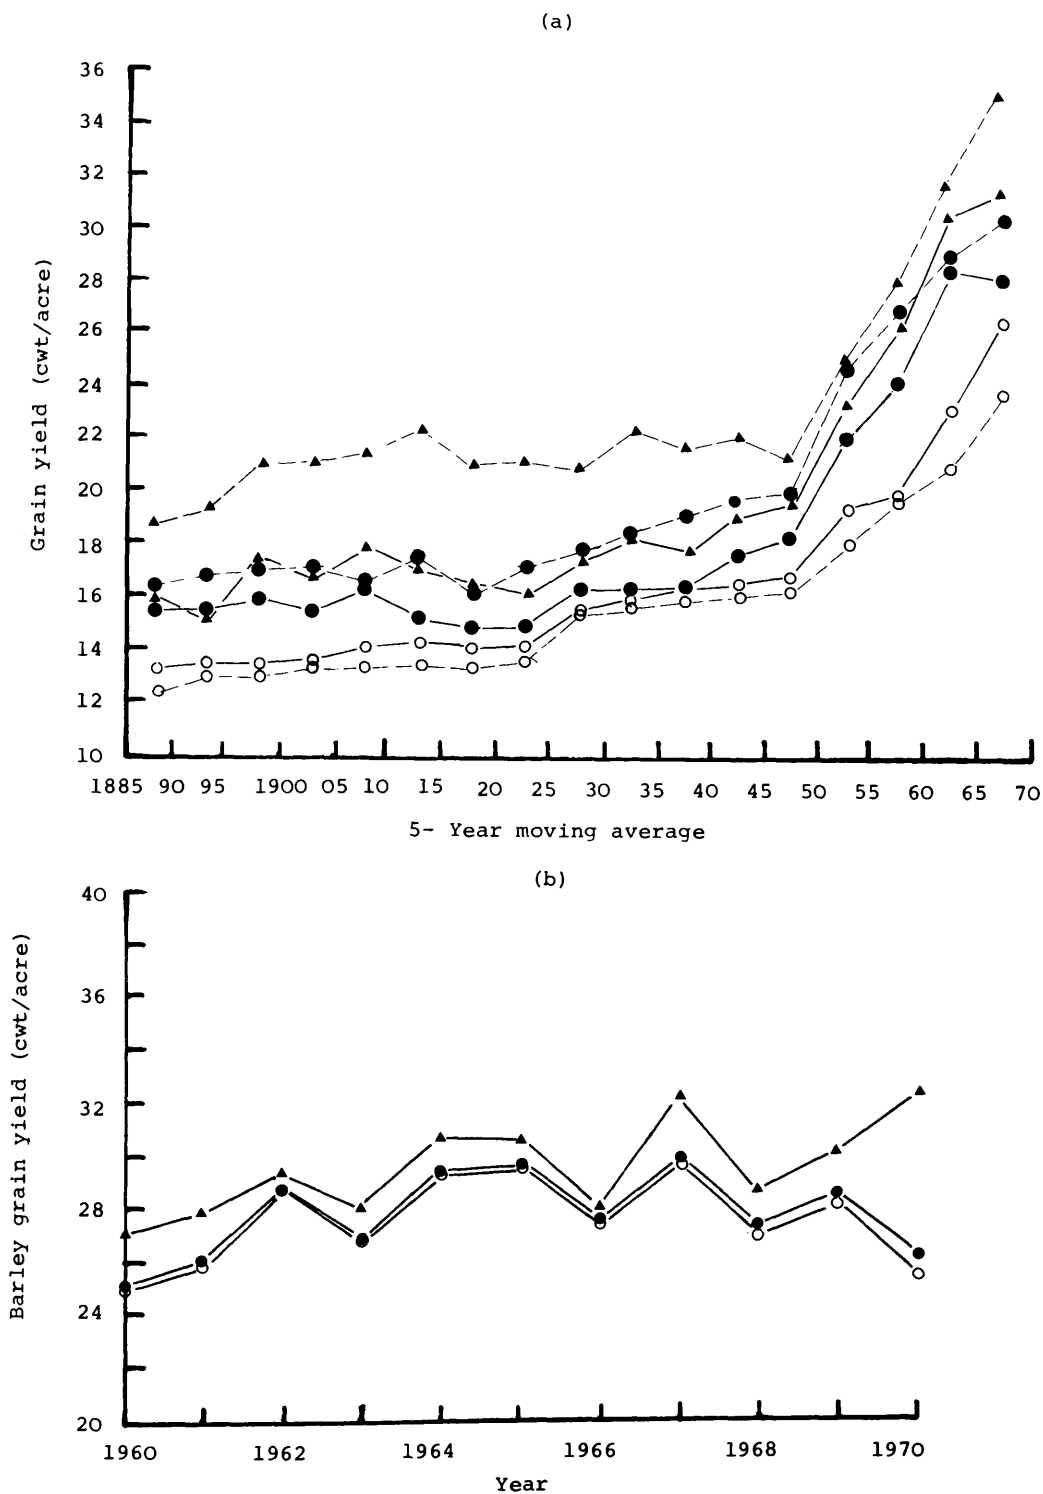 (a)
36
34
32
30
28
26
24
22
20
18
16
14
12
10
Grain yield (cwt/acre)
1885 90 95 1900 05 10 15 20 25 30 35 40 45 50 55 60 65 70
5- Year moving average
(b)
40
36
32
28
24
20
Barley grain yield (cwt/acre)
1960 1962 1964 1966 1968 1970
Year